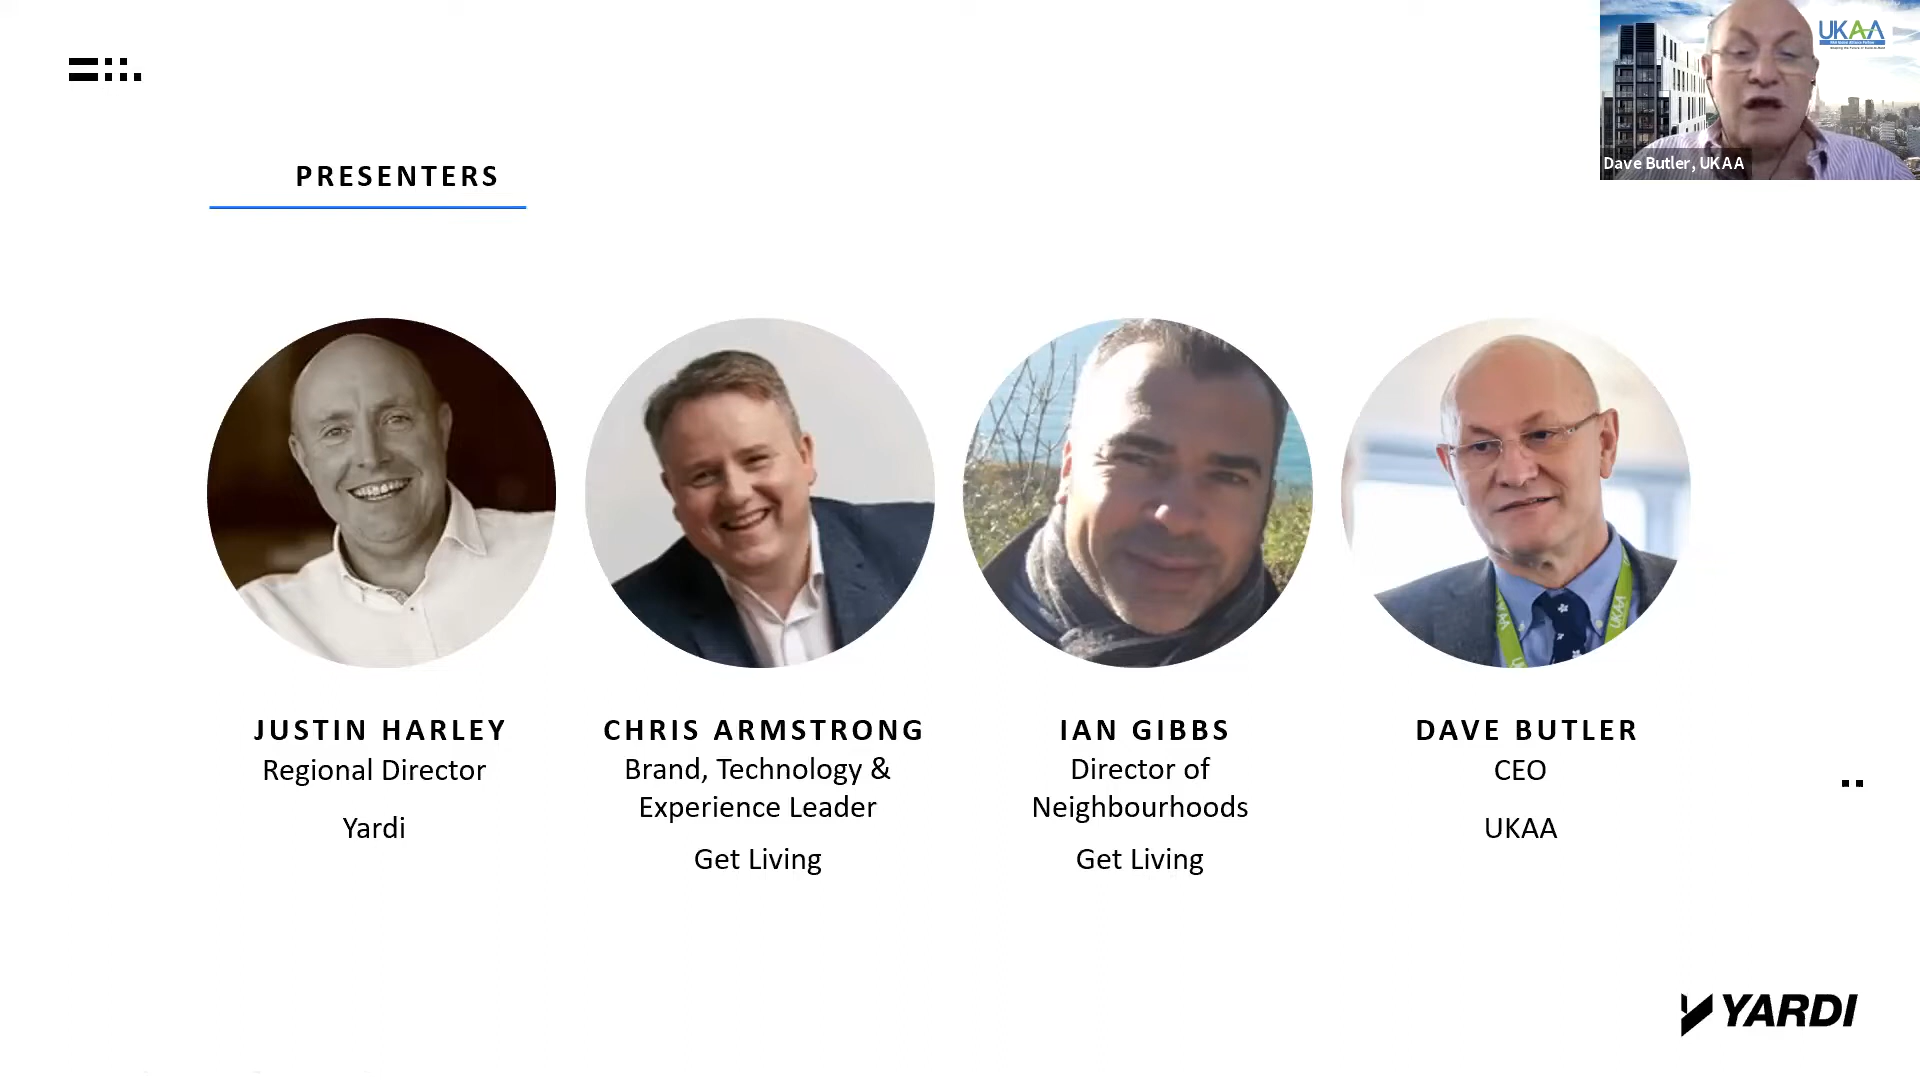 UKAA
Dave Butler, UKAA
PRESENTERS
JUSTIN HARLEY
Regional Director
Yardi
CHRIS ARMSTRONG
Brand, Technology &
Experience Leader
Get Living
IAN GIBBS
Director of
Neighbourhoods
Get Living
UKAA
DAVE BUTLER
CEO
UKAA
YARDI